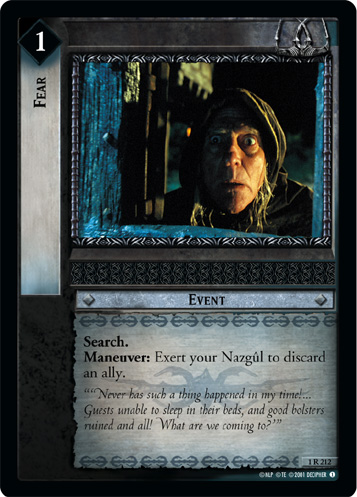 1
FEAR
EVENT
Search.
Maneuver: Exert your Nazgûl to discard
an ally.
““Never has such a thing happened in my time!...
Guests unable to sleep in their beds, and good bolsters
ruined and all! What are we coming to?’”
1 R 212
©NLP ©TE ©2001 DECIPHER